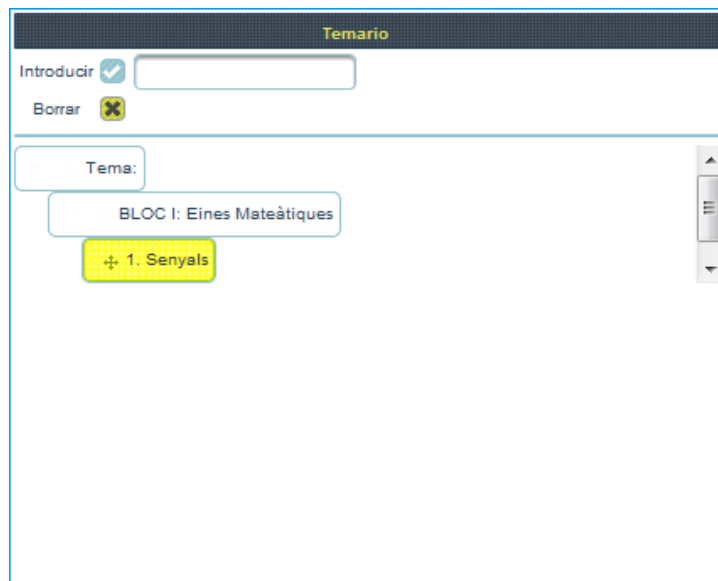 Temario
Introducir
Borrar
Tema:
BLOC I: Eines Mateàtiques
1. Senyals